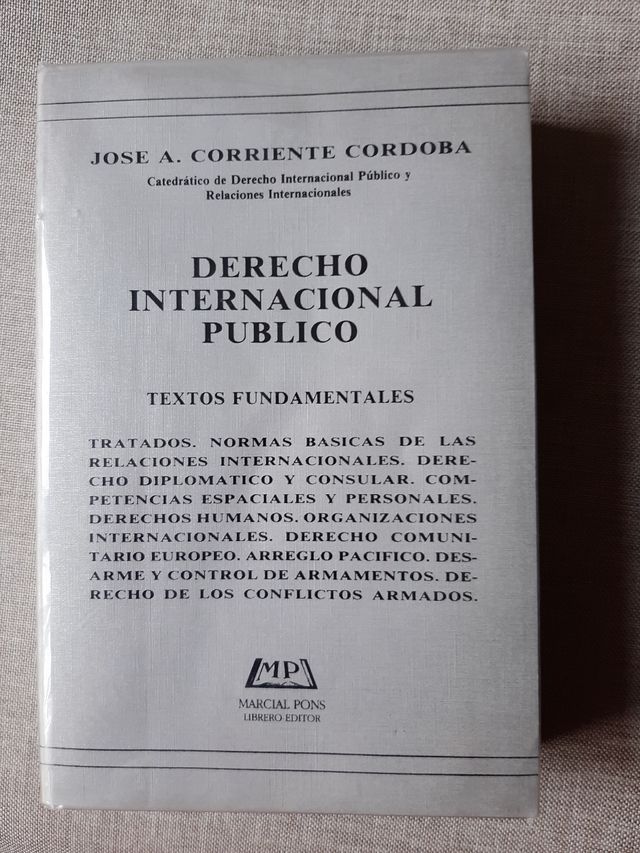 JOSE A. CORRIENTE CORDOBA
Catedrático de Derecho Internacional Público y
Relaciones Internacionales
DERECHO
INTERNACIONAL
PUBLICO
TEXTOS FUNDAMENTALES
TRATADOS. NORMAS BASICAS DE LAS
RELACIONES INTERNACIONALES. DERE-
CHO DIPLOMATICO Y CONSULAR. COM-
PETENCIAS ESPACIALES Y PERSONALES.
DERECHOS HUMANOS. ORGANIZACIONES
INTERNACIONALES. DERECHO COMUNI-
TARIO EUROPEO. ARREGLO PACIFICO. DES-
ARME Y CONTROL DE ARMAMENTOS. DE-
RECHO DE LOS CONFLICTOS ARMADOS.
MP
MARCIAL PONS
LIBRERO-EDITOR